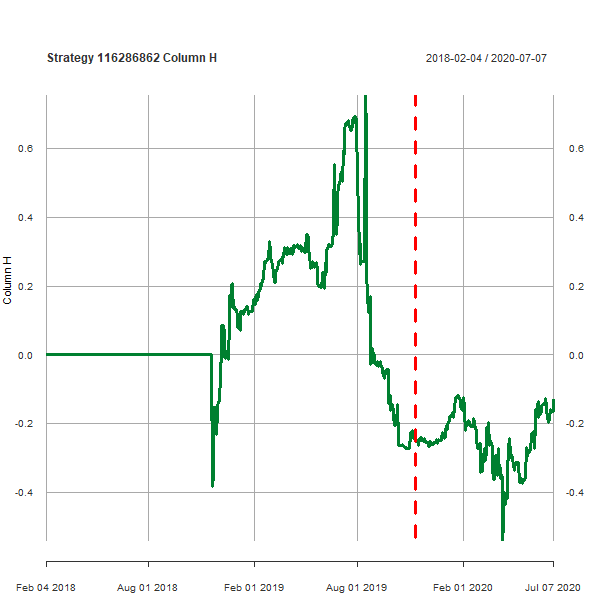 Strategy 116286862 Column H
2018-02-04 / 2020-07-07
0.6
0.6
0.4
0.4
0.2
0.2
0.0
0.0
-0.2
-0.2
-0.4
-0.4
Column H
Feb 04 2018
Aug 01 2018
Feb 01 2019
Aug 01 2019
Feb 01 2020
Jul 07 2020